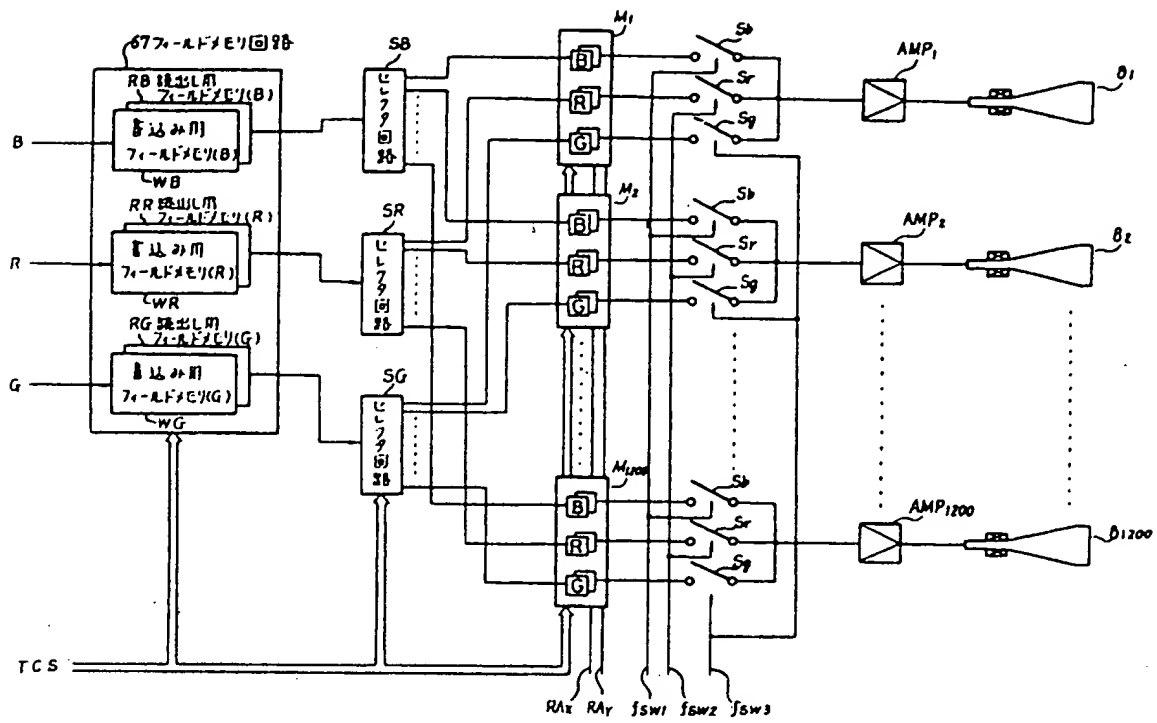 67フィールドメモリ回路
RB 読出し用
フィールドメモリ(B)
書込み用
フィールドメモリ(B)
WB
B
RR 読出し用
フィールドメモリ(R)
書込み用
フィールドメモリ(R)
WR
R
RG 読出し用
フィールドメモリ(G)
書込み用
フィールドメモリ(G)
WG
G
SB
セレクタ回路
SR
セレクタ回路
SG
セレクタ回路
M1
B
R
G
M2
B
R
G
M1200
B
R
G
Sb
Sr
Sg
Sb
Sr
Sg
Sb
Sr
Sg
AMP1
B1
AMP2
B2
AMP1200
B1200
TCS
RAX
RAY
fSW1
fSW2
fSW3